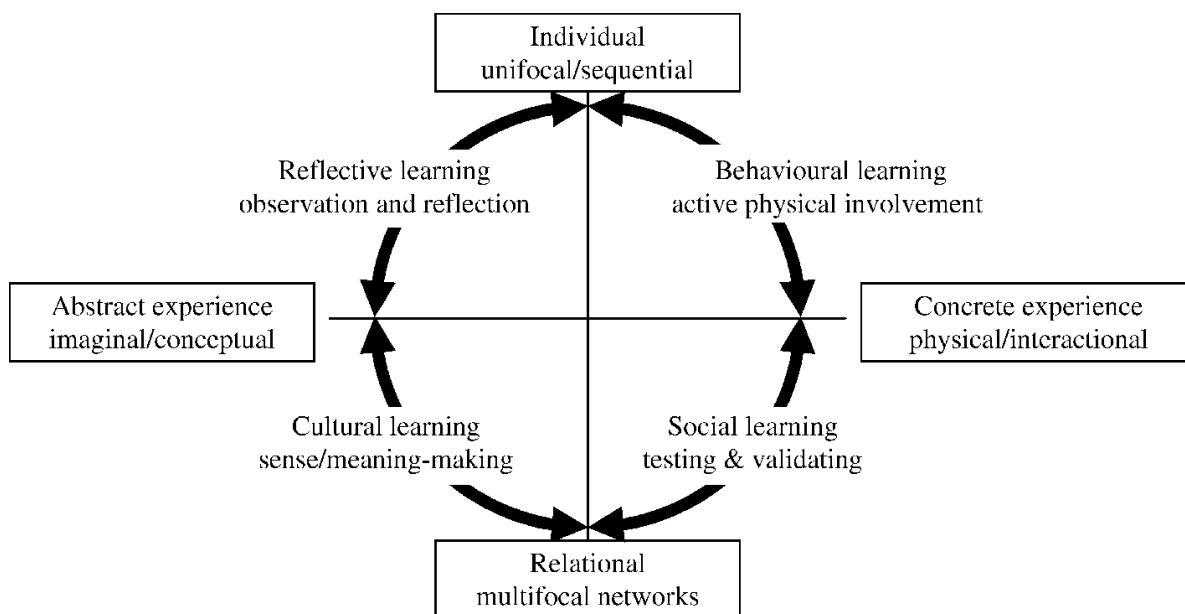 Individual
unifocal/sequential
Reflective learning
observation and reflection
Behavioural learning
active physical involvement
Abstract experience
imaginal/conceptual
Concrete experience
physical/interactional
Cultural learning
sense/meaning-making
Social learning
testing & validating
Relational
multifocal networks